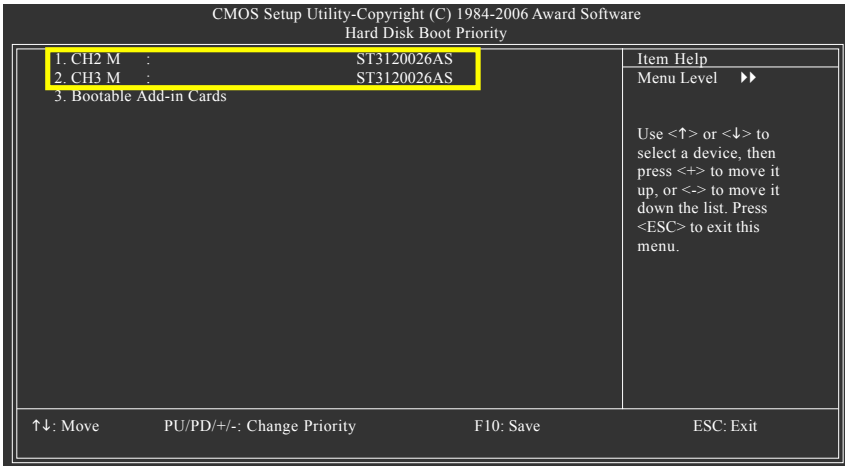 CMOS Setup Utility-Copyright (C) 1984-2006 Award Software
Hard Disk Boot Priority
1. CH2 M : ST3120026AS
2. CH3 M : ST3120026AS
3. Bootable Add-in Cards
Item Help
Menu Level ▸▸
Use <↑> or <↓> to
select a device, then
press <+> to move it
up, or <-> to move it
down the list. Press
<ESC> to exit this
menu.
↑↓: Move PU/PD/+/-: Change Priority F10: Save ESC: Exit